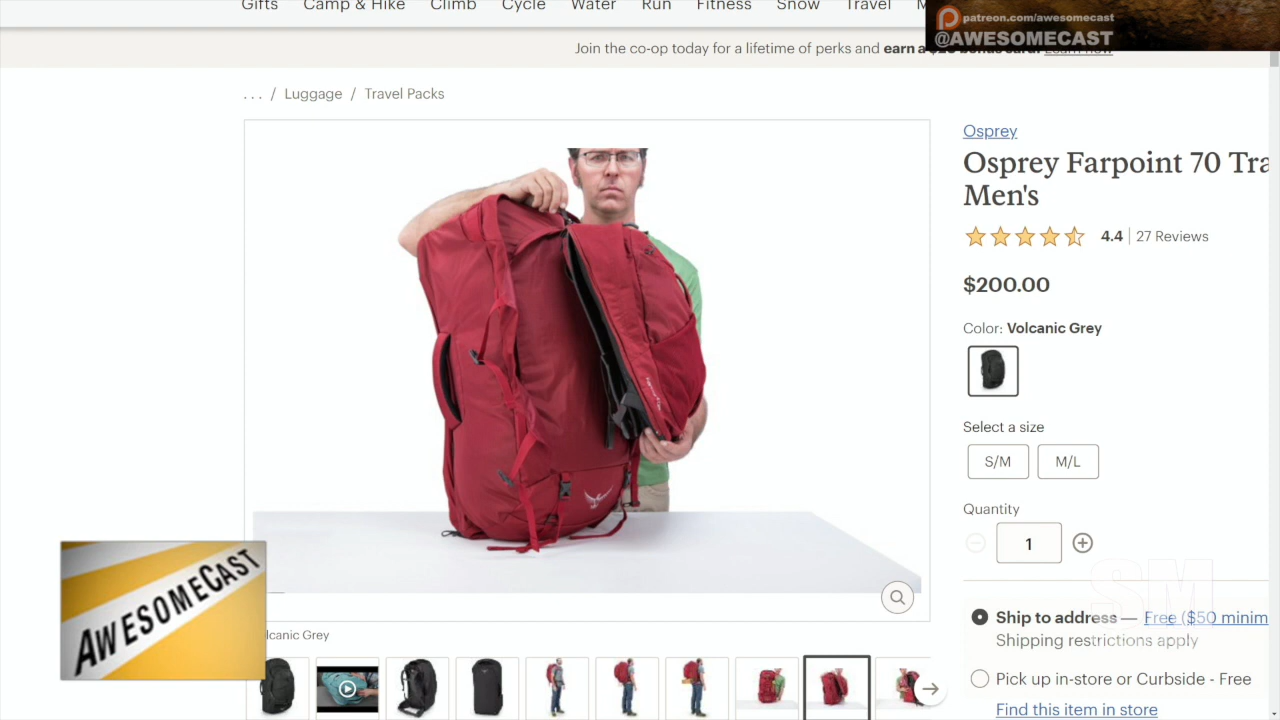 Gifts Camp & Hike Climb Cycle Water Run Fitness Snow Travel
patreon.com/awesomecast
@AWESOMECAST
Join the co-op today for a lifetime of perks and earn a
. . . / Luggage / Travel Packs
Osprey
Osprey Farpoint 70 Tra
Men's
4.4 27 Reviews
$200.00
Color: Volcanic Grey
Select a size
S/M M/L
Quantity
1
Ship to address — Free ($50 minim
Shipping restrictions apply
Pick up in-store or Curbside - Free
Find this item in store
AWESOMECAST
lcanic Grey
SM